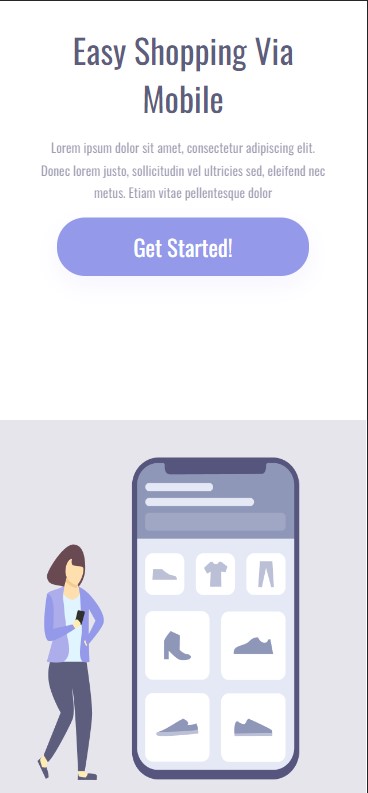 Easy Shopping Via
Mobile
Lorem ipsum dolor sit amet, consectetur adipiscing elit.
Donec lorem justo, sollicitudin vel ultricies sed, eleifend nec
metus. Etiam vitae pellentesque dolor
Get Started!